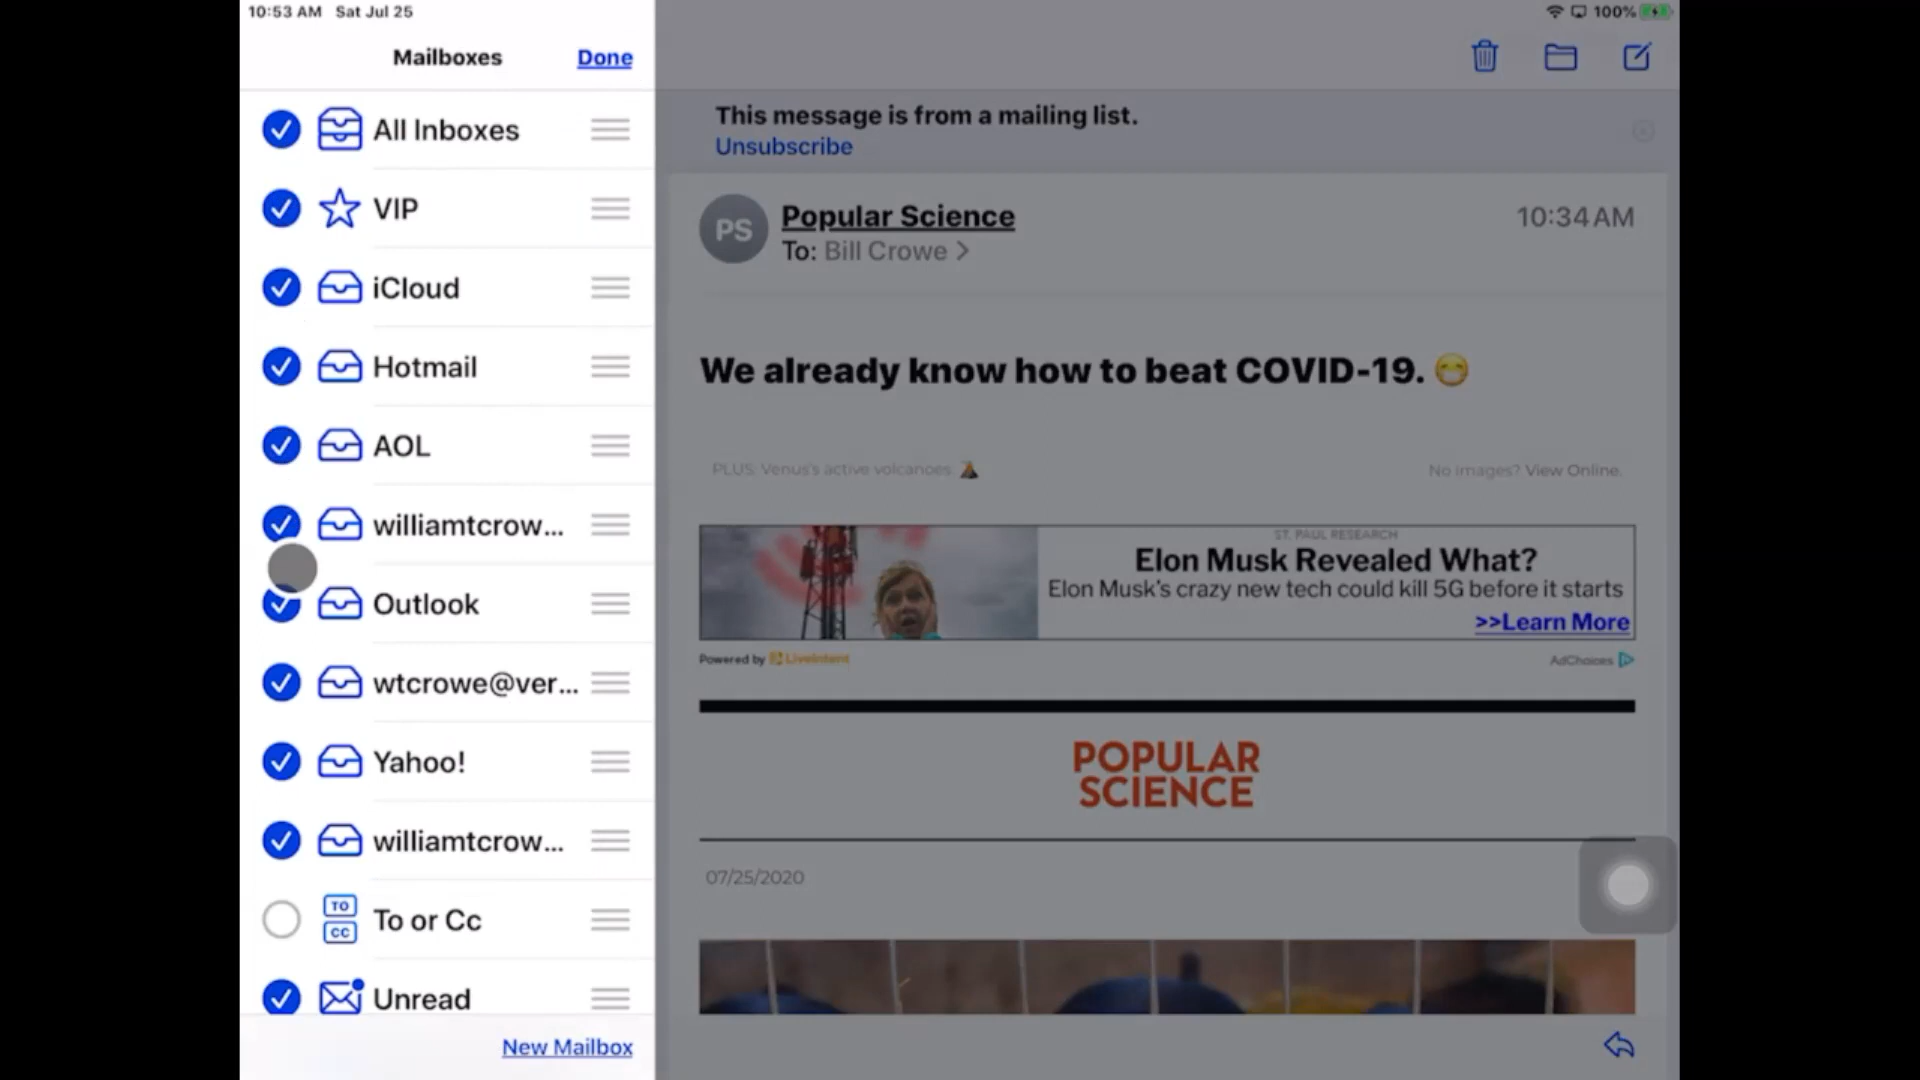 10:53 AM Sat Jul 25
100%
Mailboxes
Done
All Inboxes
VIP
iCloud
Hotmail
AOL
williamtcrow...
Outlook
wtcrowe@ver...
Yahoo!
williamtcrow...
TO
CC
To or Cc
Unread
New Mailbox
This message is from a mailing list.
Unsubscribe
PS
Popular Science
10:34 AM
To: Bill Crowe >
We already know how to beat COVID-19. 😷
PLUS: Venus's active volcanoes 🌋
No images? View Online.
ST. PAUL RESEARCH
Elon Musk Revealed What?
Elon Musk's crazy new tech could kill 5G before it starts
>>Learn More
Powered by LiveIntent
AdChoices
POPULAR
SCIENCE
07/25/2020